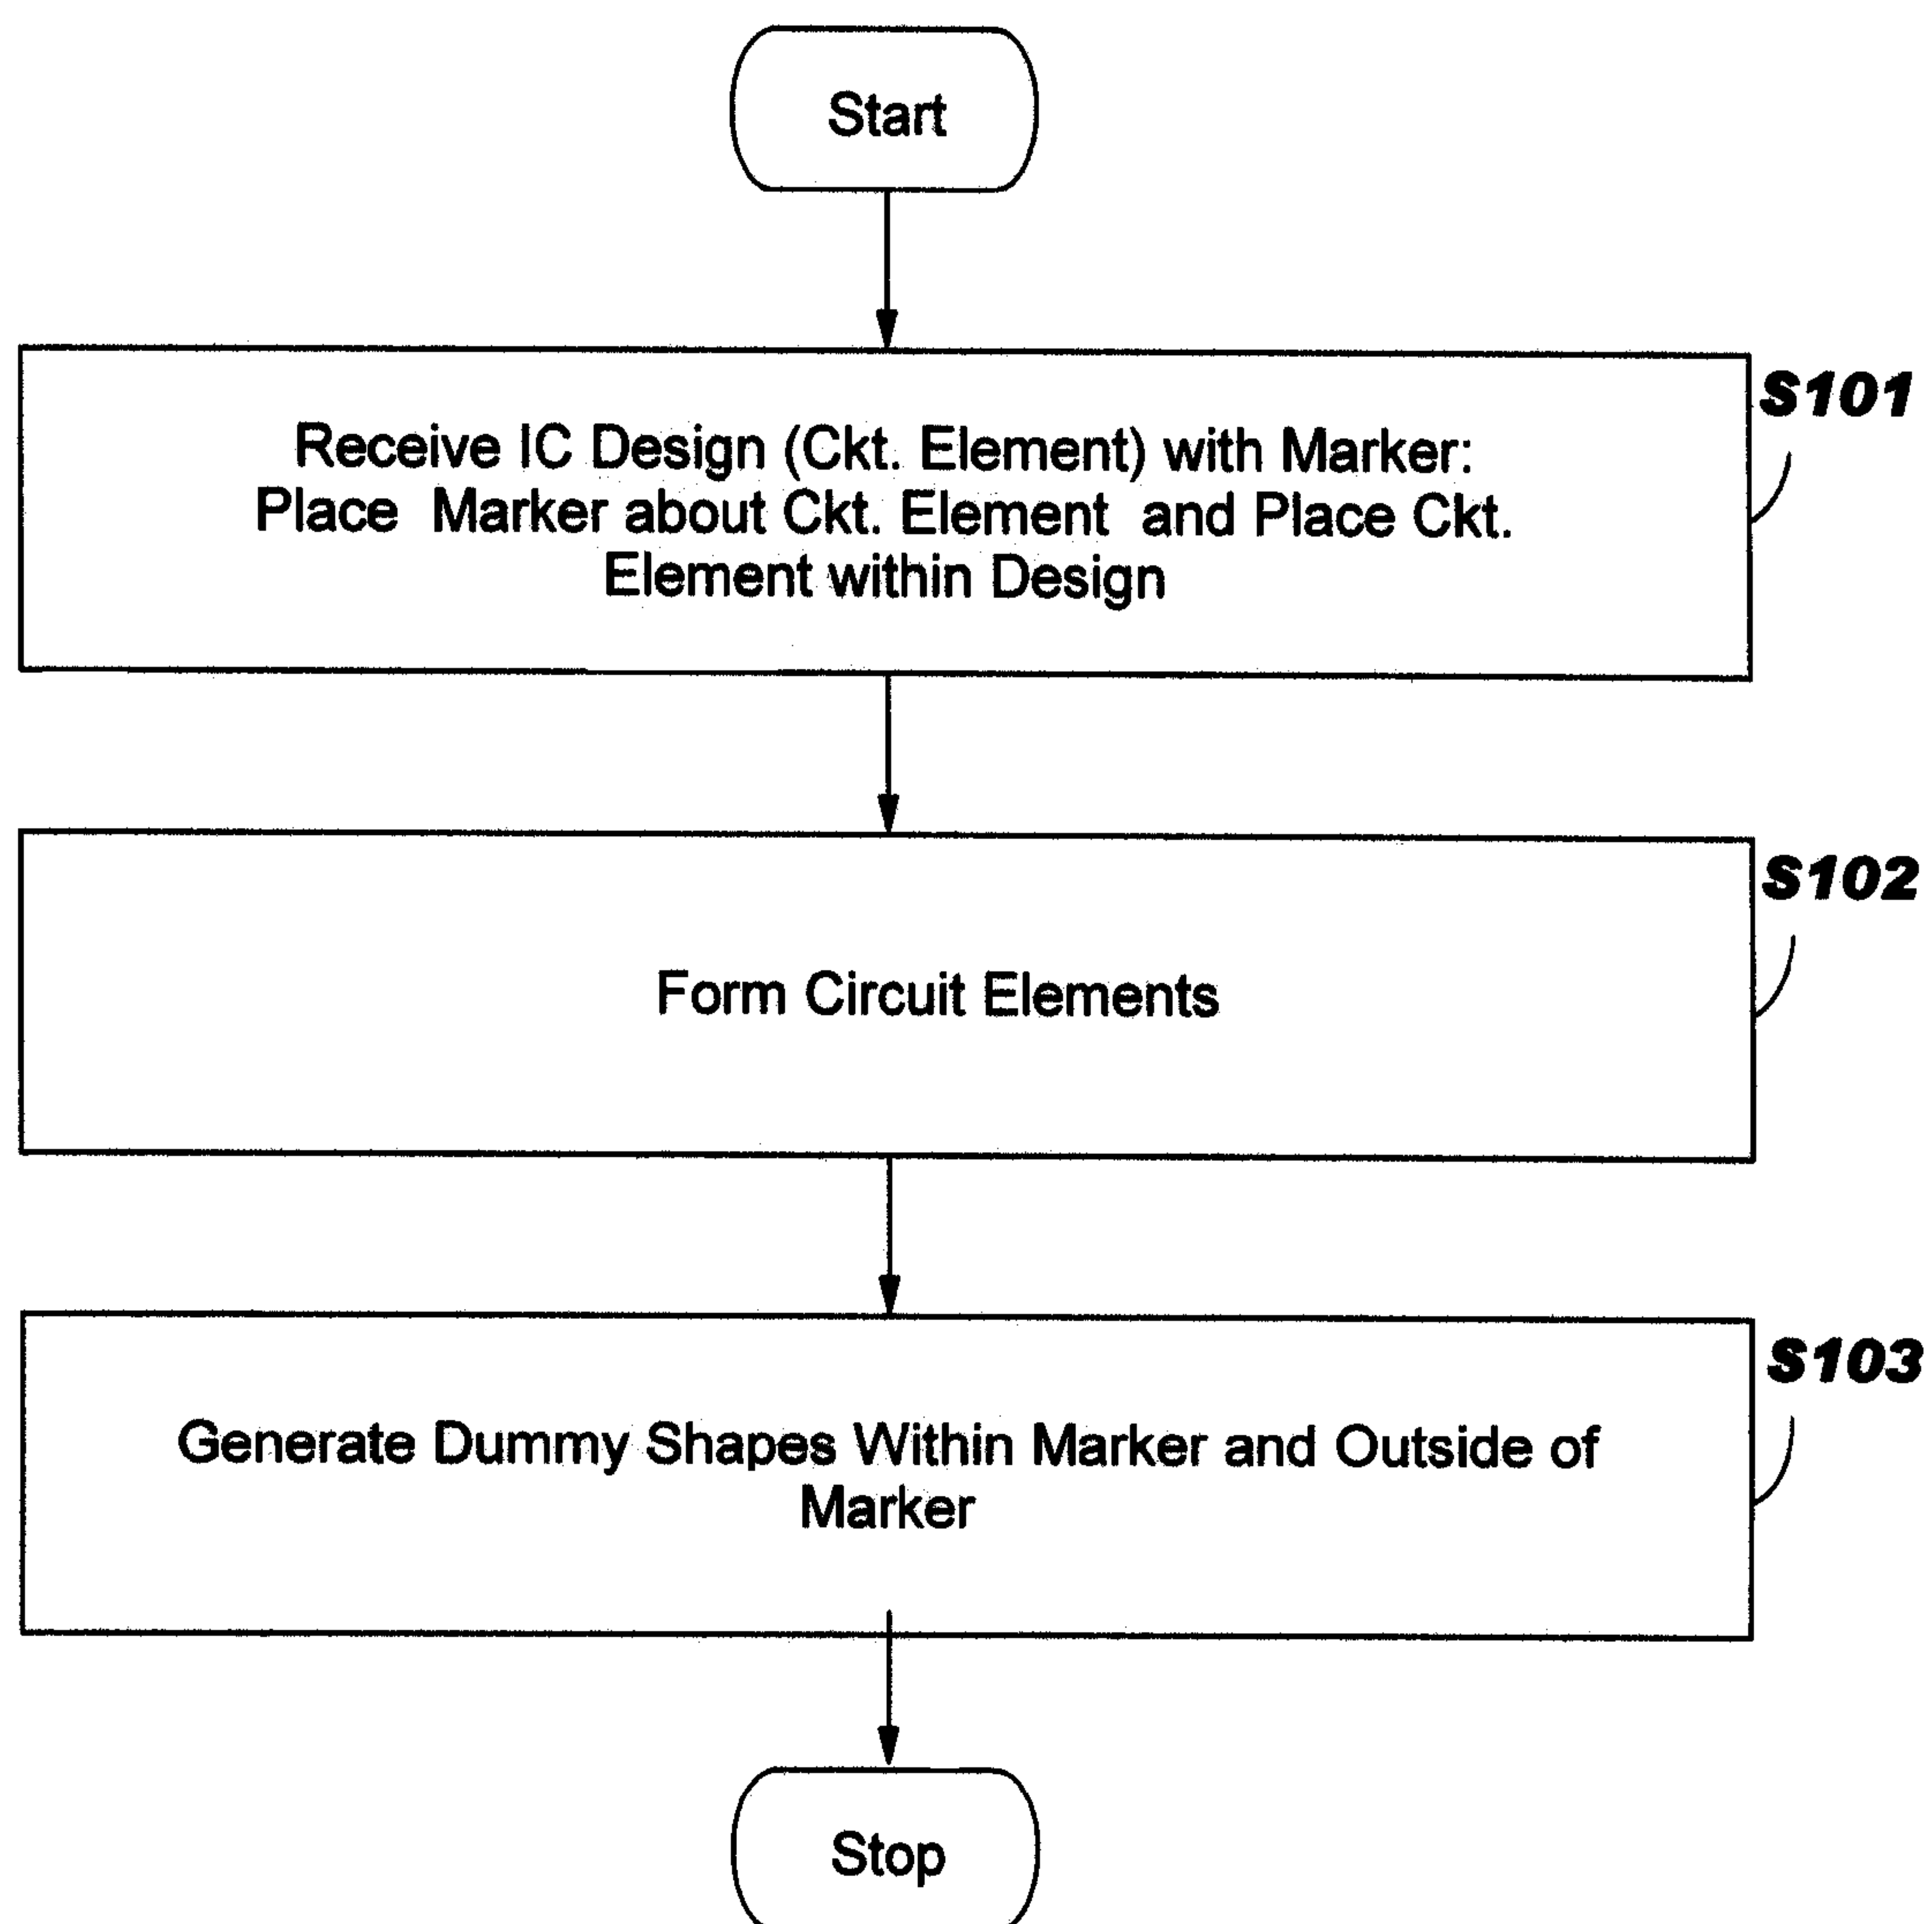 Start
S101
Receive IC Design (Ckt. Element) with Marker:
Place Marker about Ckt. Element and Place Ckt.
Element within Design
S102
Form Circuit Elements
S103
Generate Dummy Shapes Within Marker and Outside of
Marker
Stop